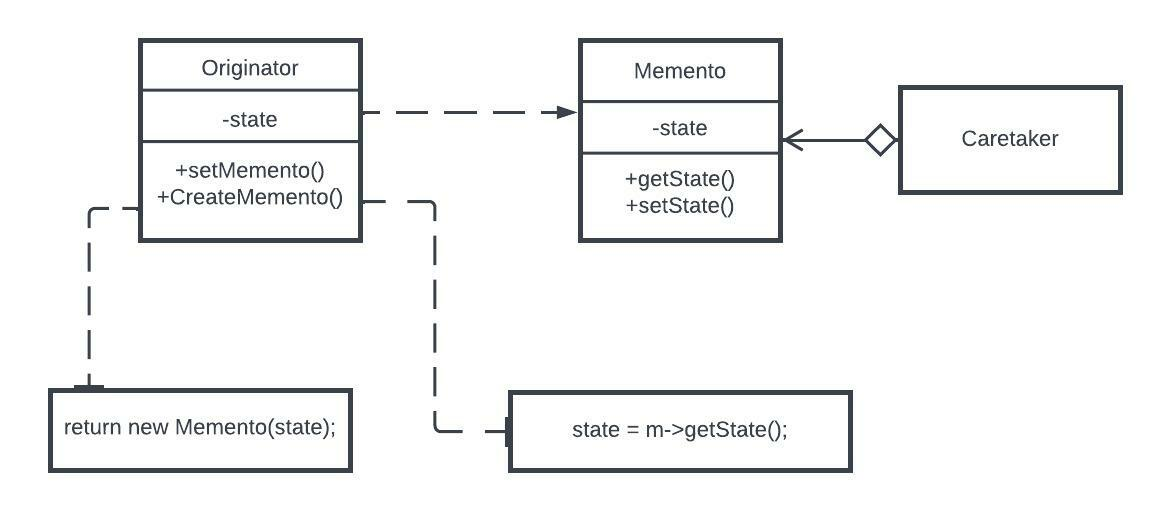 Originator
-state
+setMemento()
+CreateMemento()
Memento
-state
+getState()
+setState()
Caretaker
return new Memento(state);
state = m->getState();